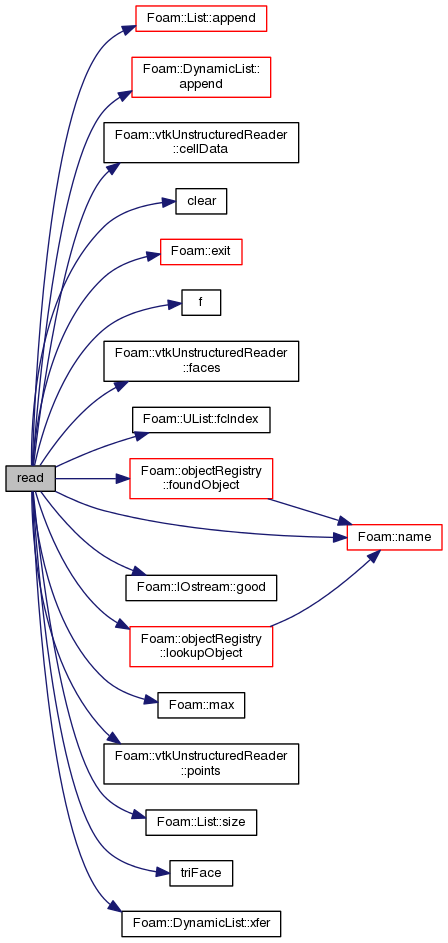 Foam::List::append
Foam::DynamicList::
append
Foam::vtkUnstructuredReader
::cellData
clear
Foam::exit
f
Foam::vtkUnstructuredReader
::faces
Foam::UList::fcIndex
read
Foam::objectRegistry
::foundObject
Foam::name
Foam::IOstream::good
Foam::objectRegistry
::lookupObject
Foam::max
Foam::vtkUnstructuredReader
::points
Foam::List::size
triFace
Foam::DynamicList::xfer